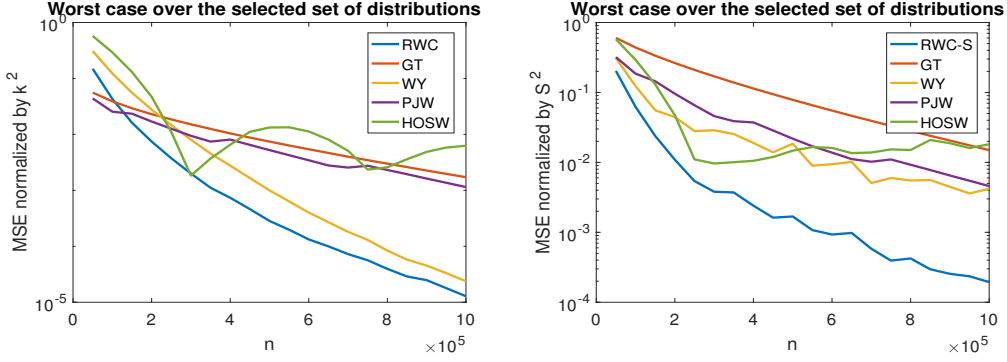 Worst case over the selected set of distributions
MSE normalized by k^2
10^0
10^-5
0
2
4
6
8
10
n
×10^5
RWC
GT
WY
PJW
HOSW
Worst case over the selected set of distributions
MSE normalized by S^2
10^0
10^-1
10^-2
10^-3
10^-4
0
2
4
6
8
10
n
×10^5
RWC-S
GT
WY
PJW
HOSW